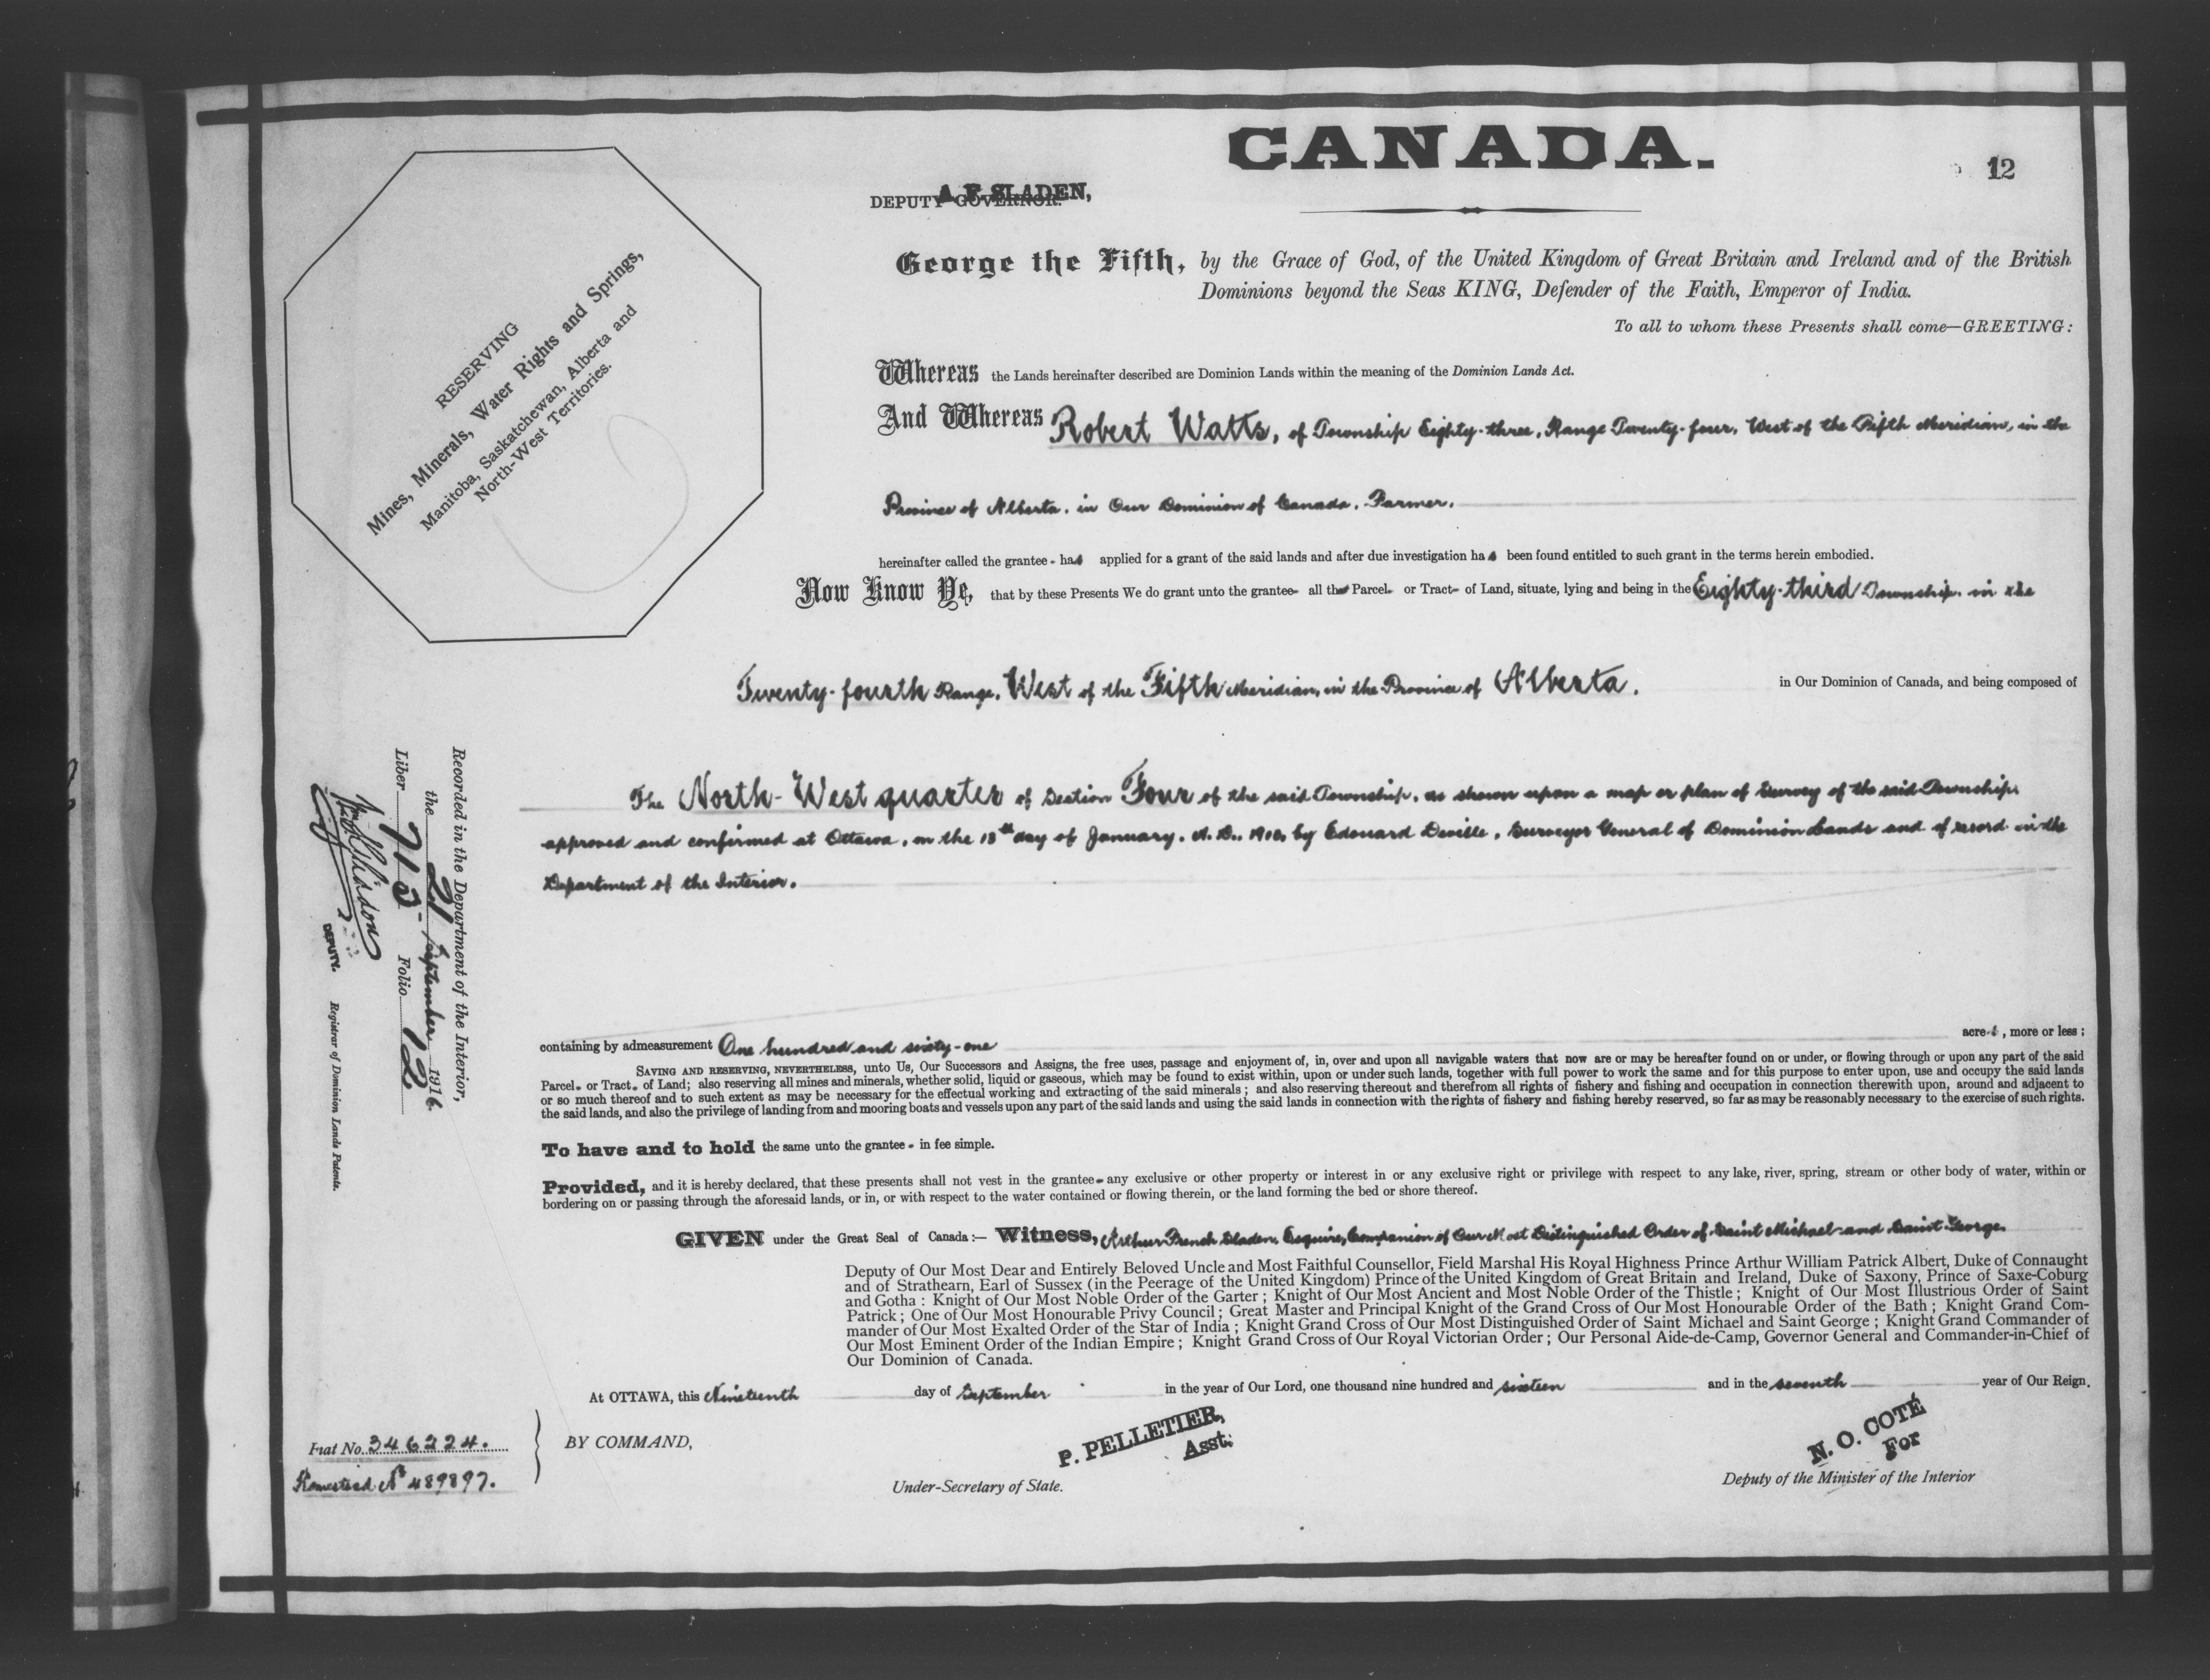 CANADA.
12
A. F. SLADEN,
DEPUTY GOVERNOR.
RESERVING
Mines, Minerals, Water Rights and Springs,
Manitoba, Saskatchewan, Alberta and
North-West Territories.
George the Fifth, by the Grace of God, of the United Kingdom of Great Britain and Ireland and of the British
Dominions beyond the Seas KING, Defender of the Faith, Emperor of India.
To all to whom these Presents shall come—GREETING:
Whereas the Lands hereinafter described are Dominion Lands within the meaning of the Dominion Lands Act.
And Whereas Robert Watts, of Township Eighty-three, Range Twenty-four, West of the Fifth Meridian, in the
Province of Alberta, in Our Dominion of Canada, Farmer,
hereinafter called the grantee - has applied for a grant of the said lands and after due investigation has been found entitled to such grant in the terms herein embodied.
Now Know Ye, that by these Presents We do grant unto the grantee- all that Parcel- or Tract- of Land, situate, lying and being in the Eighty-third Township, in the
Twenty-fourth Range, West of the Fifth Meridian, in the Province of Alberta, in Our Dominion of Canada, and being composed of
The North-West quarter of Section Four of the said Township, as shown upon a map or plan of Survey of the said Township,
approved and confirmed at Ottawa, on the 18th day of January, A.D., 1910, by Edouard Deville, Surveyor General of Dominion Lands and of record in the
Department of the Interior.
containing by admeasurement One hundred and sixty-one acre-s, more or less;
SAVING AND RESERVING, NEVERTHELESS, unto Us, Our Successors and Assigns, the free uses, passage and enjoyment of, in, over and upon all navigable waters that now are or may be hereafter found on or under, or flowing through or upon any part of the said
Parcel- or Tract- of Land; also reserving all mines and minerals, whether solid, liquid or gaseous, which may be found to exist within, upon or under such lands, together with full power to work the same and for this purpose to enter upon, use and occupy the said lands
or so much thereof and to such extent as may be necessary for the effectual working and extracting of the said minerals; and also reserving thereout and therefrom all rights of fishery and fishing and occupation in connection therewith upon, around and adjacent to
the said lands, and also the privilege of landing from and mooring boats and vessels upon any part of the said lands and using the said lands in connection with the rights of fishery and fishing hereby reserved, so far as may be reasonably necessary to the exercise of such rights.
To have and to hold the same unto the grantee - in fee simple.
Provided, and it is hereby declared, that these presents shall not vest in the grantee- any exclusive or other property or interest in or any exclusive right or privilege with respect to any lake, river, spring, stream or other body of water, within or
bordering on or passing through the aforesaid lands, or in, or with respect to the water contained or flowing therein, or the land forming the bed or shore thereof.
GIVEN under the Great Seal of Canada:— Witness, Arthur French Sladen, Esquire, Companion of Our Most Distinguished Order of Saint Michael and Saint George,
Deputy of Our Most Dear and Entirely Beloved Uncle and Most Faithful Counsellor, Field Marshal His Royal Highness Prince Arthur William Patrick Albert, Duke of Connaught
and of Strathearn, Earl of Sussex (in the Peerage of the United Kingdom) Prince of the United Kingdom of Great Britain and Ireland, Duke of Saxony, Prince of Saxe-Coburg
and Gotha: Knight of Our Most Noble Order of the Garter; Knight of Our Most Ancient and Most Noble Order of the Thistle; Knight of Our Most Illustrious Order of Saint
Patrick; One of Our Most Honourable Privy Council; Great Master and Principal Knight of the Grand Cross of Our Most Honourable Order of the Bath; Knight Grand Com-
mander of Our Most Exalted Order of the Star of India; Knight Grand Cross of Our Most Distinguished Order of Saint Michael and Saint George; Knight Grand Commander of
Our Most Eminent Order of the Indian Empire; Knight Grand Cross of Our Royal Victorian Order; Our Personal Aide-de-Camp, Governor General and Commander-in-Chief of
Our Dominion of Canada.
At OTTAWA, this Nineteenth day of September in the year of Our Lord, one thousand nine hundred and sixteen and in the seventh year of Our Reign.
BY COMMAND,
P. PELLETIER,
Asst.
Under-Secretary of State.
N. O. COTÉ
For
Deputy of the Minister of the Interior
Fiat No. 346224.
Homestead No 489897.
Recorded in the Department of the Interior,
the 21 September 1916.
Liber 713 Folio 12
DEPUTY. Registrar of Dominion Lands Patents.